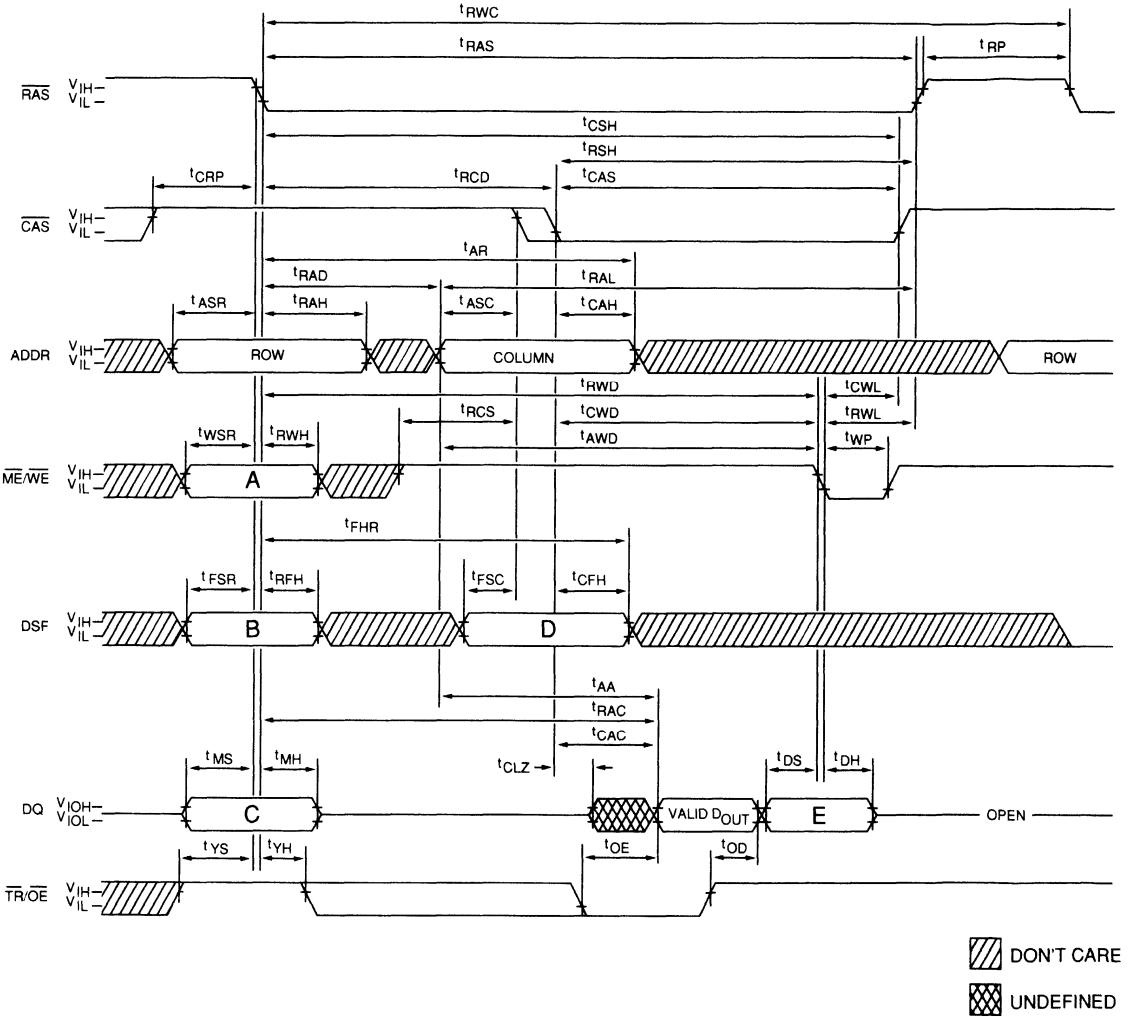 tRWC
tRAS
tRP
RAS VIH VIL
tCSH
tRSH
tCRP tRCD tCAS
CAS VIH VIL
tAR
tRAD tRAL
tASR tRAH tASC tCAH
ADDR VIH VIL ROW COLUMN ROW
tRWD tCWL
tRCS tCWD tRWL
tWSR tRWH tAWD tWP
ME/WE VIH VIL A
tFHR
tFSR tRFH tFSC tCFH
DSF VIH VIL B D
tAA
tRAC
tCAC
tMS tMH tCLZ tDS tDH
DQ VIOH VIOL C VALID DOUT E OPEN
tYS tYH tOE tOD
TR/OE VIH VIL
DON'T CARE
UNDEFINED